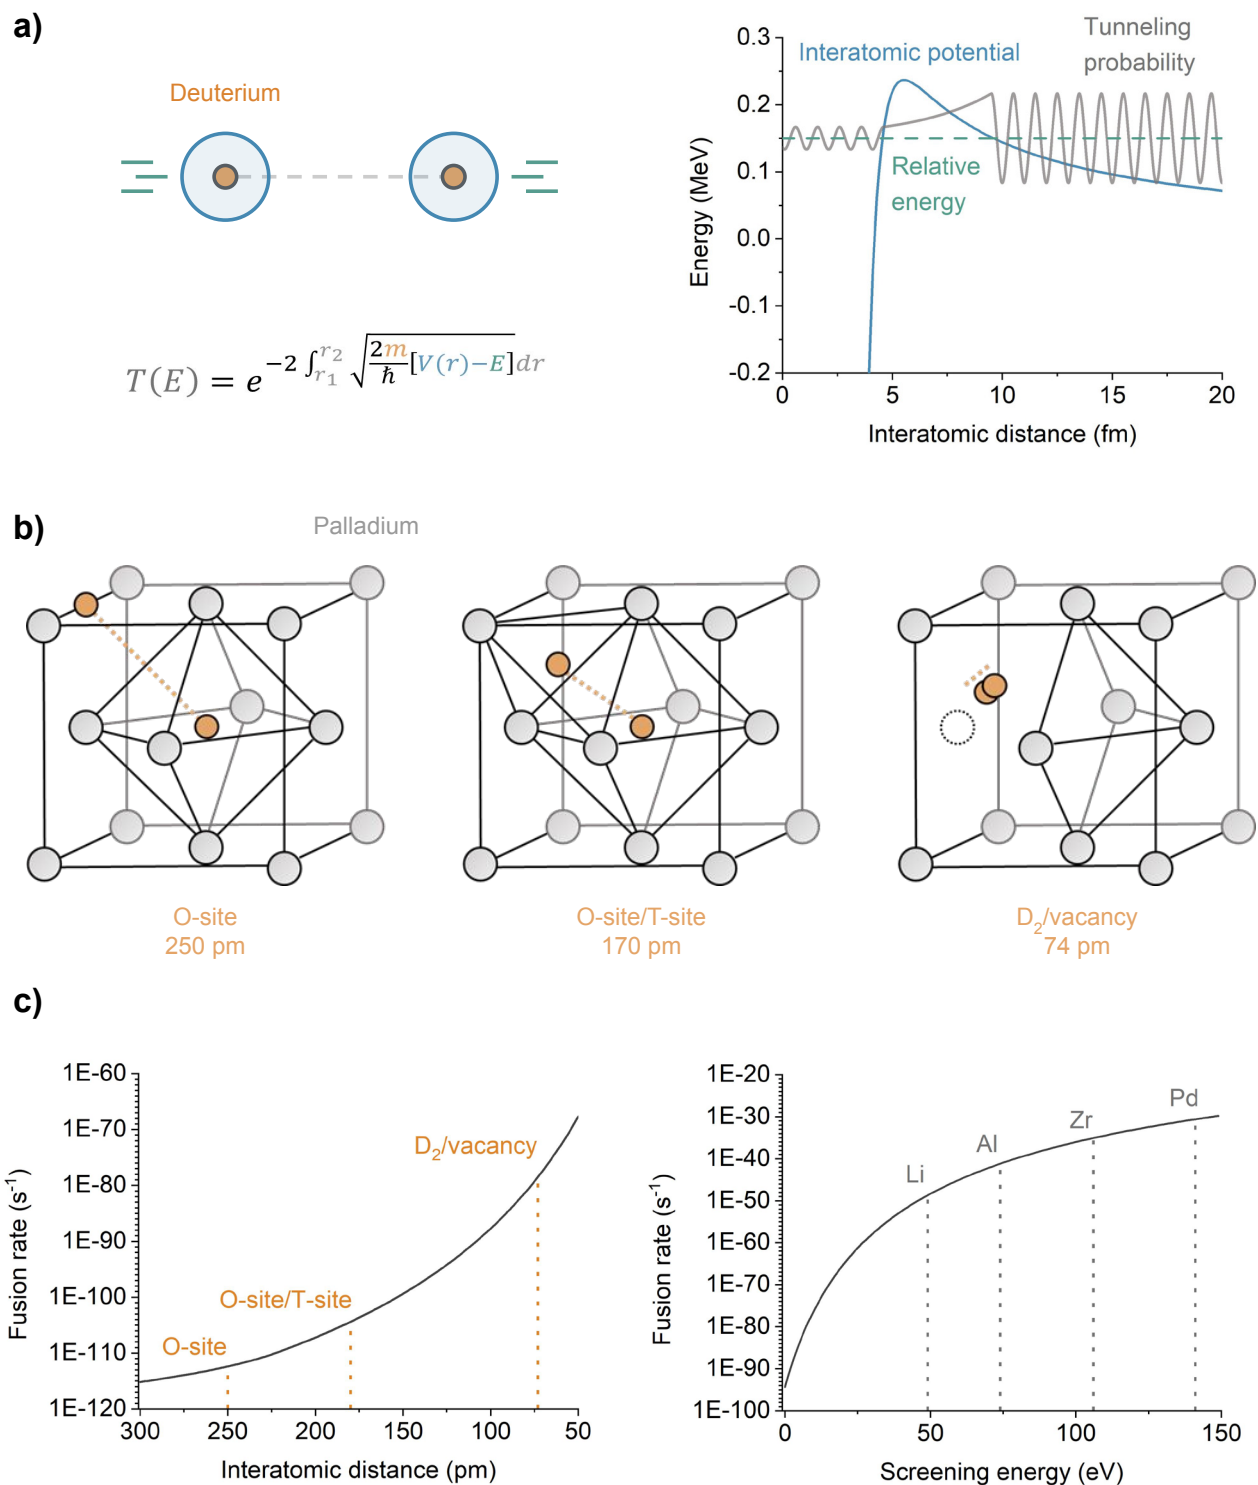 a)
Deuterium
T(E) = e^{-2 ∫_{r₁}^{r₂} √(2m/ħ [V(r)−E]) dr}
0.3
0.2
0.1
0.0
-0.1
-0.2
Energy (MeV)
Interatomic potential
Tunneling
probability
Relative
energy
0 5 10 15 20
Interatomic distance (fm)
b)
Palladium
O-site
250 pm
O-site/T-site
170 pm
D₂/vacancy
74 pm
c)
1E-60
1E-70
1E-80
1E-90
1E-100
1E-110
1E-120
Fusion rate (s⁻¹)
D₂/vacancy
O-site/T-site
O-site
300 250 200 150 100 50
Interatomic distance (pm)
1E-20
1E-30
1E-40
1E-50
1E-60
1E-70
1E-80
1E-90
1E-100
Fusion rate (s⁻¹)
Li
Al
Zr
Pd
0 50 100 150
Screening energy (eV)